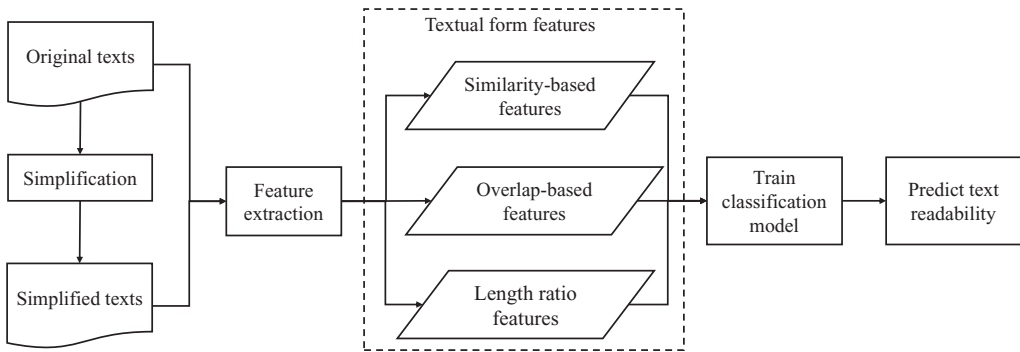 Original texts
Simplification
Simplified texts
Feature
extraction
Textual form features
Similarity-based
features
Overlap-based
features
Length ratio
features
Train
classification
model
Predict text
readability